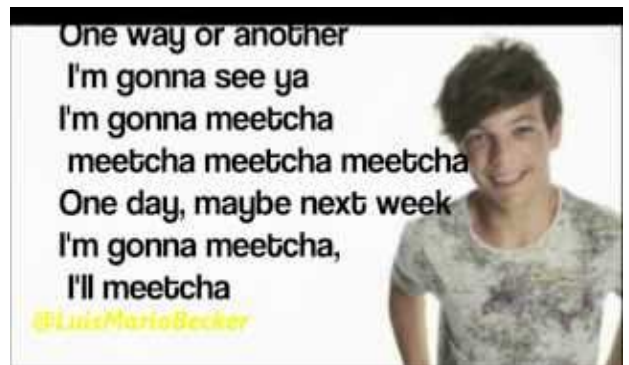 One way or another
I'm gonna see ya
I'm gonna meetcha
meetcha meetcha meetcha
One day, maybe next week
I'm gonna meetcha,
I'll meetcha
@LuisMarioBecker